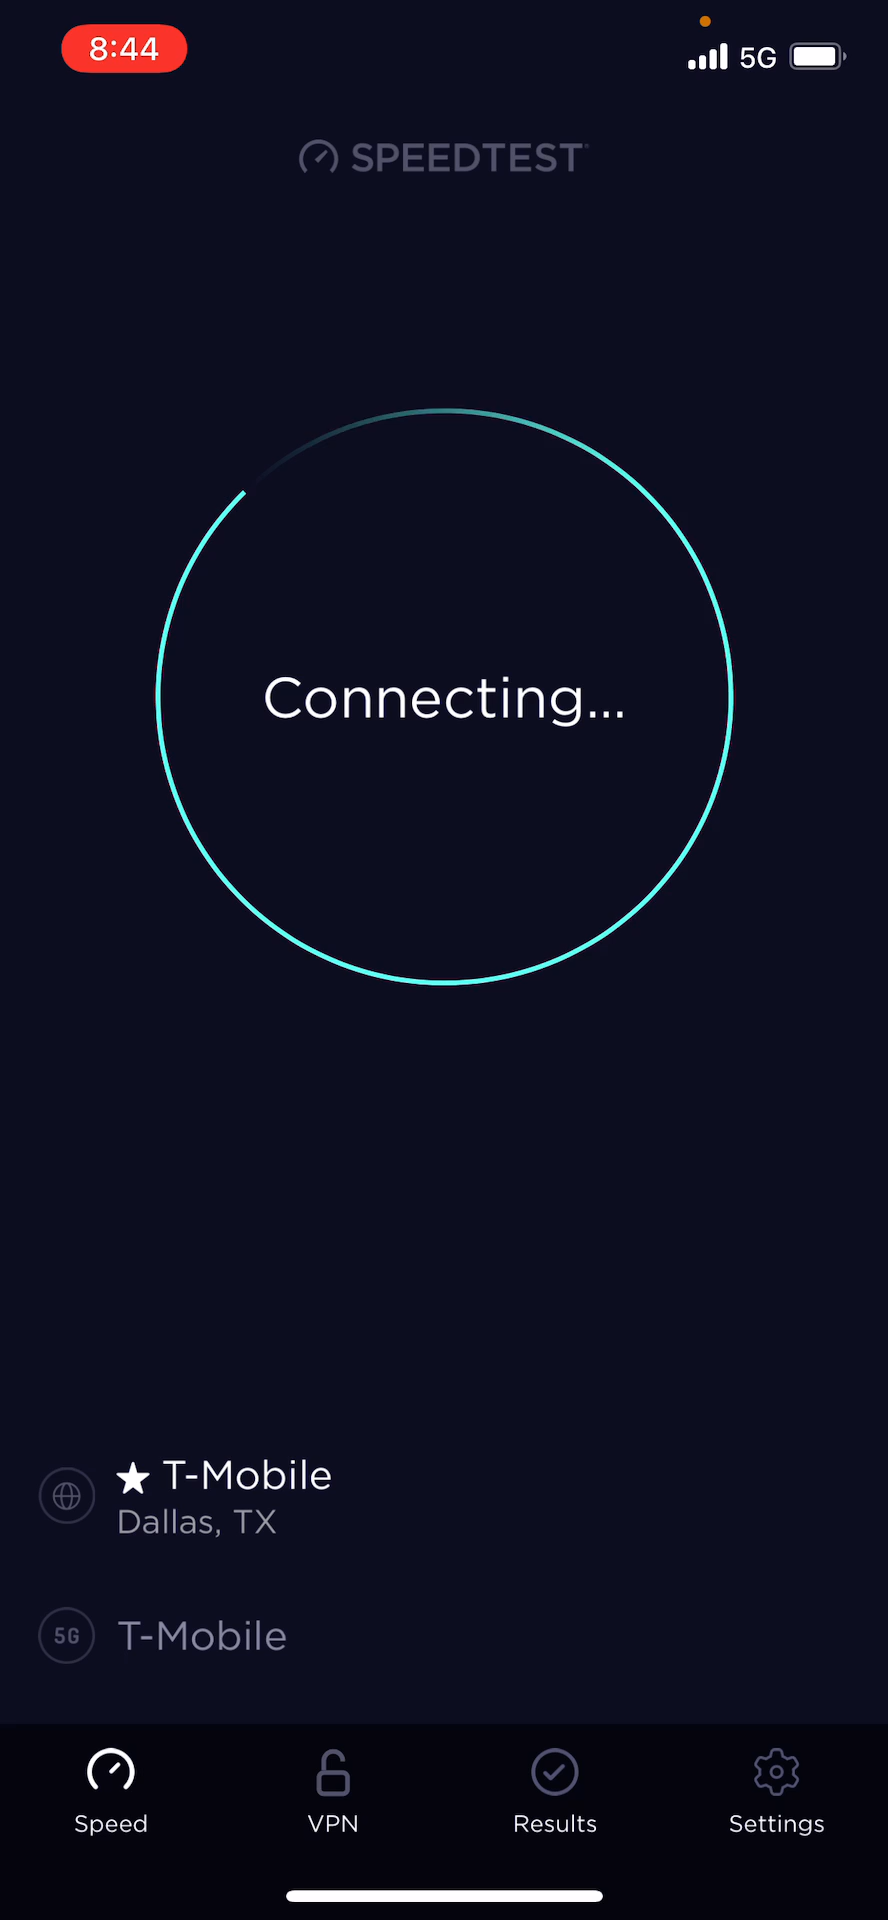 8:44
5G
SPEEDTEST
Connecting...
★ T-Mobile
Dallas, TX
5G
T-Mobile
Speed
VPN
Results
Settings